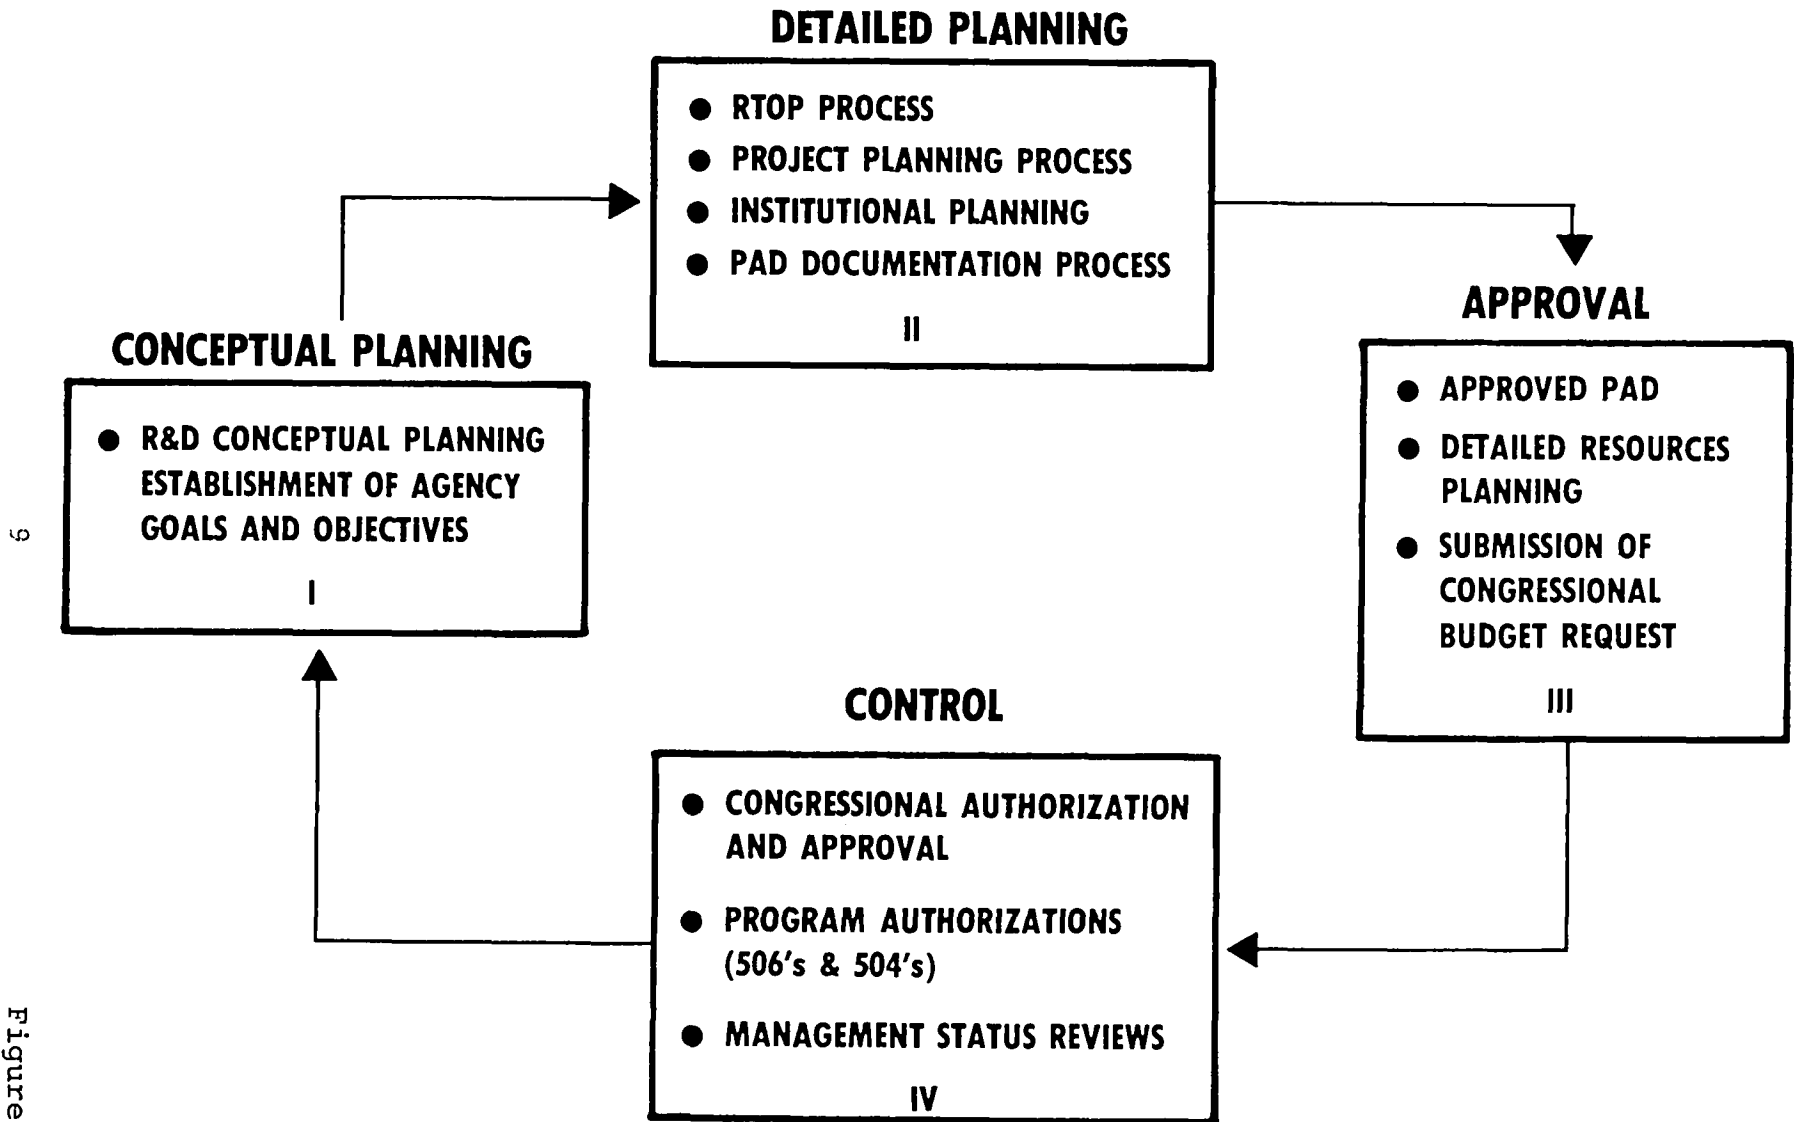 DETAILED PLANNING
● RTOP PROCESS
● PROJECT PLANNING PROCESS
● INSTITUTIONAL PLANNING
● PAD DOCUMENTATION PROCESS
II
CONCEPTUAL PLANNING
● R&D CONCEPTUAL PLANNING
ESTABLISHMENT OF AGENCY
GOALS AND OBJECTIVES
I
APPROVAL
● APPROVED PAD
● DETAILED RESOURCES
PLANNING
● SUBMISSION OF
CONGRESSIONAL
BUDGET REQUEST
III
CONTROL
● CONGRESSIONAL AUTHORIZATION
AND APPROVAL
● PROGRAM AUTHORIZATIONS
(506's & 504's)
● MANAGEMENT STATUS REVIEWS
IV
Figure